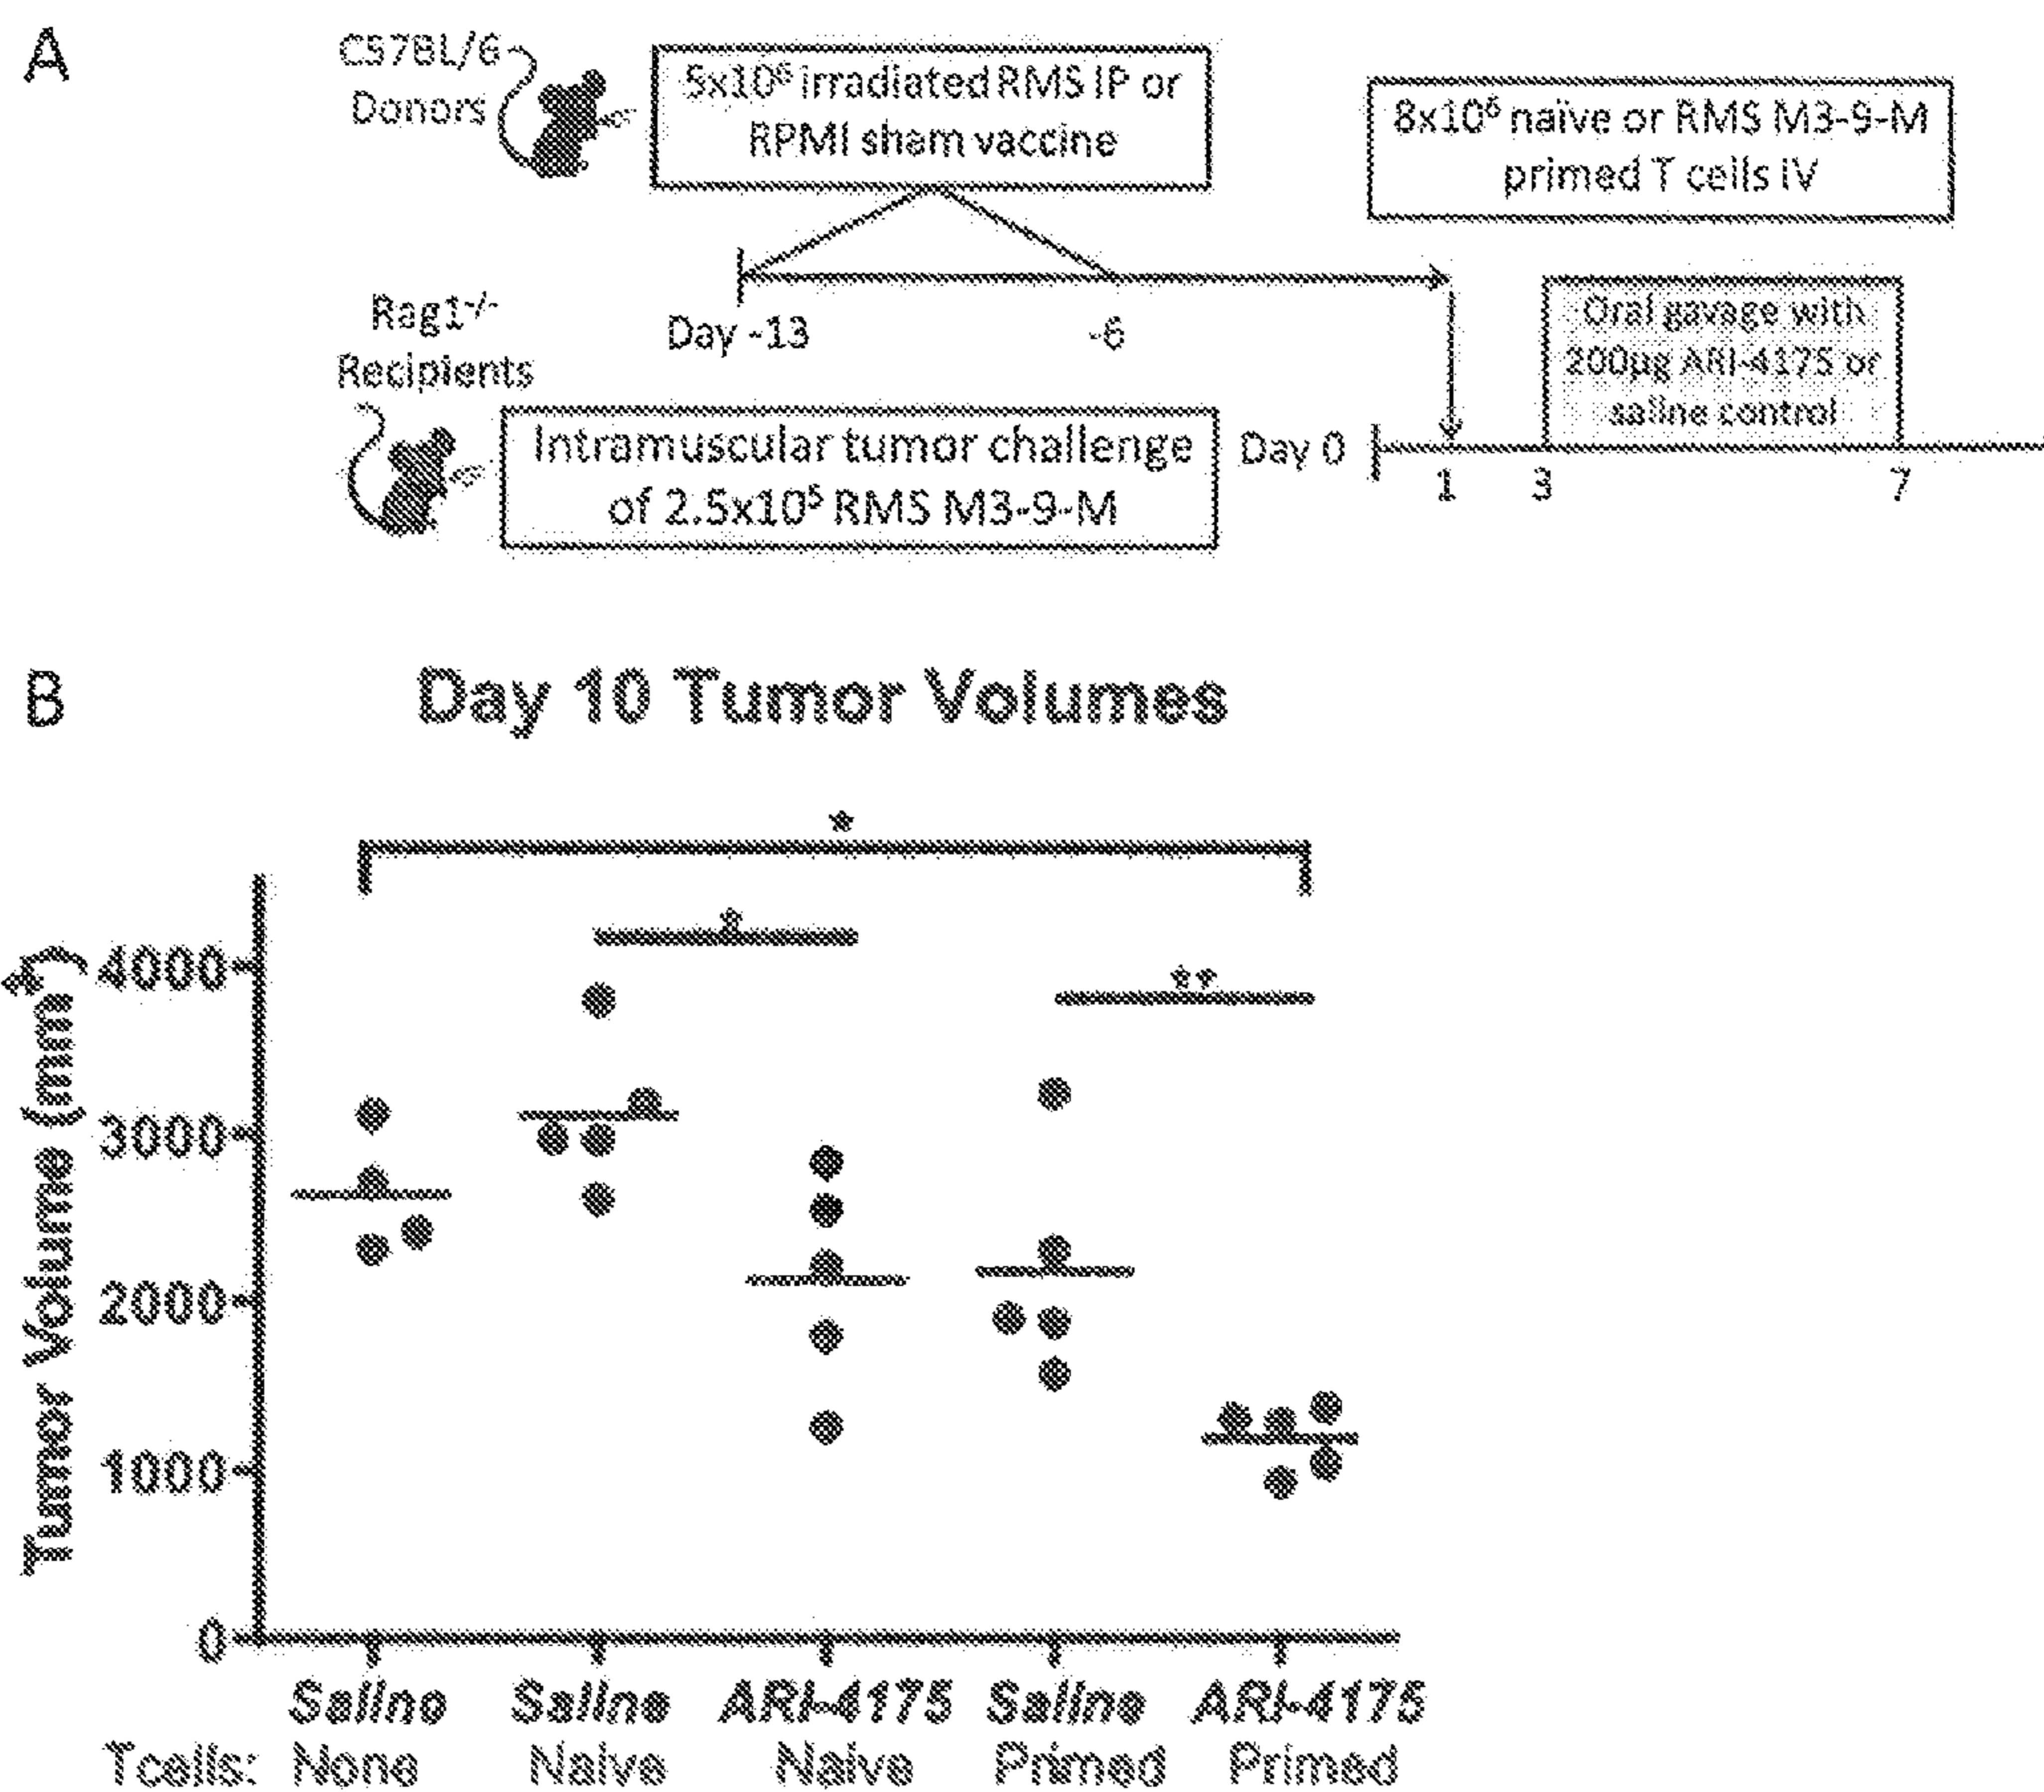 A
C57BL/6
Donors
5x10⁶ irradiated RMS IP or
RPMI sham vaccine
8x10⁶ naïve or RMS M3-9-M
primed T cells IV
Rag1⁻/⁻
Recipients
Day -13
-6
Oral gavage with
200µg ARI-4175 or
saline control
Intramuscular tumor challenge
of 2.5x10⁵ RMS M3-9-M
Day 0
1
3
7
B
Day 10 Tumor Volumes
*
*
**
Tumor Volume (mm³)
4000
3000
2000
1000
0
Saline Saline ARI-4175 Saline ARI-4175
Tcells: None Naive Naive Primed Primed